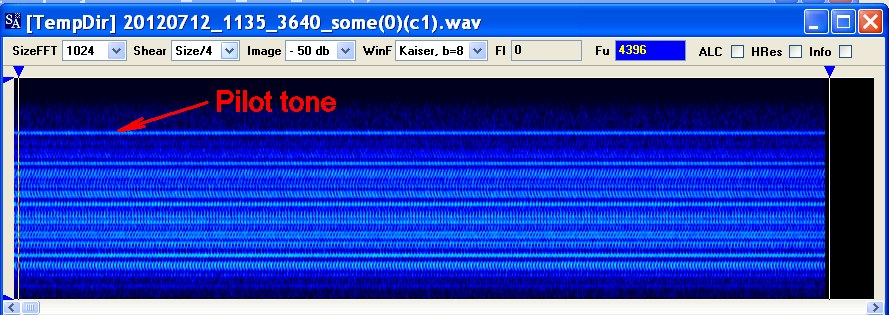 [TempDir] 20120712_1135_3640_some(0)(c1).wav
SizeFFT 1024 Shear Size/4 Image - 50 db WinF Kaiser, b=8 Fl 0 Fu 4396 ALC HRes Info
Pilot tone